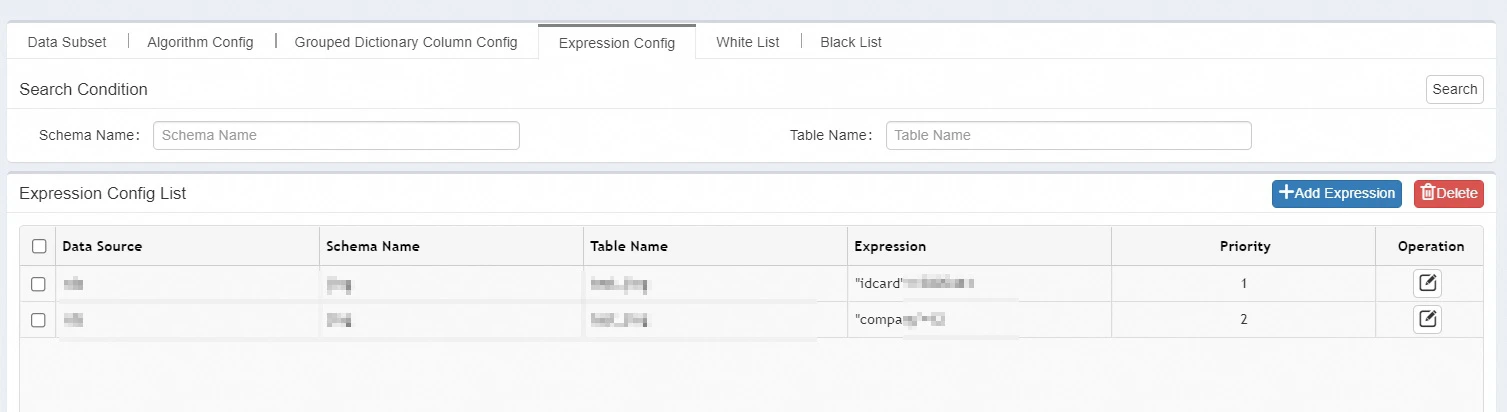 Data Subset Algorithm Config Grouped Dictionary Column Config Expression Config White List Black List
Search Condition Search
Schema Name: Schema Name Table Name: Table Name
Expression Config List Add Expression Delete
Data Source Schema Name Table Name Expression Priority Operation
"idcard" 1
2